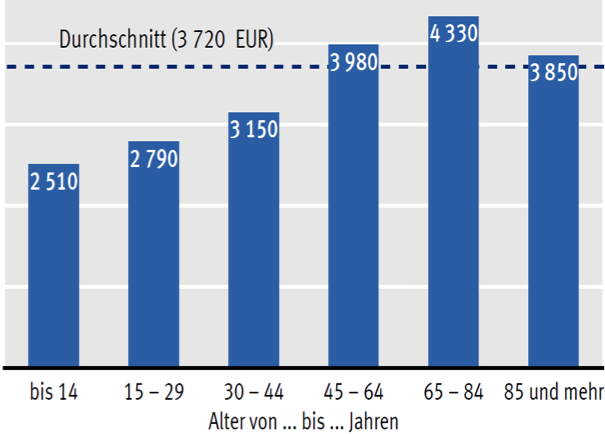 Durchschnitt (3 720 EUR)
2 510
2 790
3 150
3 980
4 330
3 850
bis 14
15 – 29
30 – 44
45 – 64
65 – 84
85 und mehr
Alter von ... bis ... Jahren